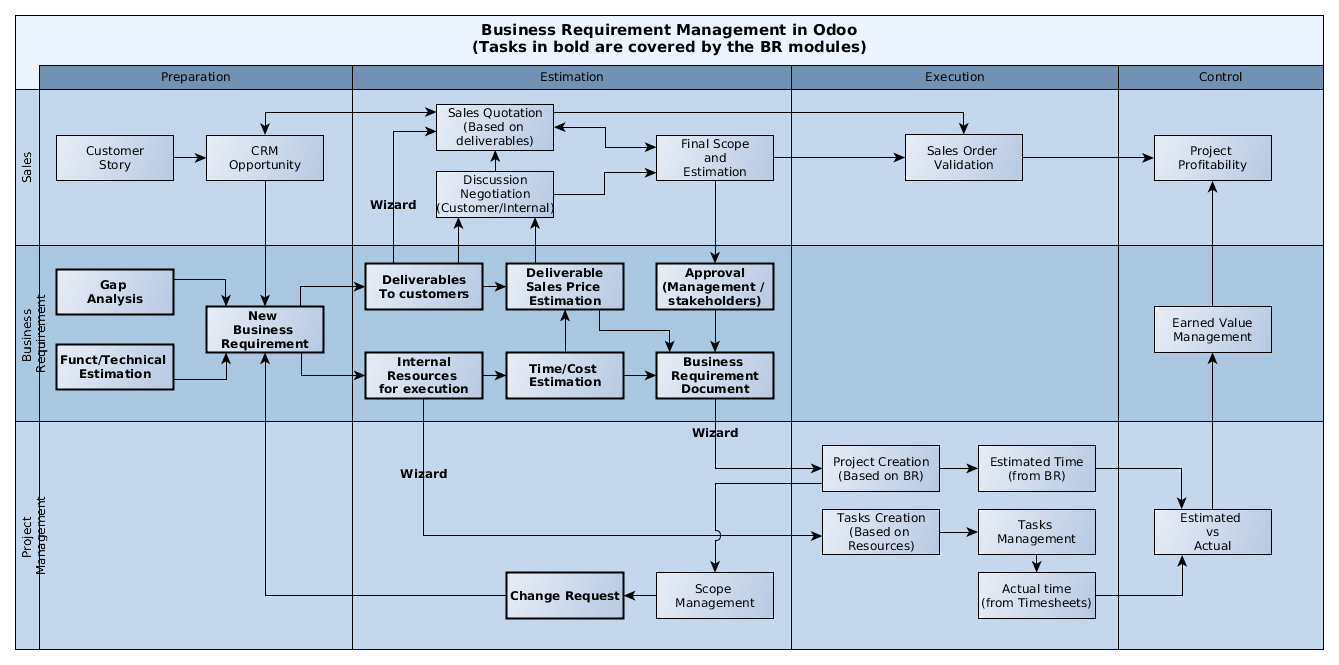 Business Requirement Management in Odoo
(Tasks in bold are covered by the BR modules)
Preparation
Estimation
Execution
Control
Sales
Customer
Story
CRM
Opportunity
Sales Quotation
(Based on
deliverables)
Discussion
Negotiation
(Customer/Internal)
Wizard
Final Scope
and
Estimation
Sales Order
Validation
Project
Profitability
Business
Requirement
Gap
Analysis
Funct/Technical
Estimation
New
Business
Requirement
Deliverables
To customers
Deliverable
Sales Price
Estimation
Approval
(Management /
stakeholders)
Internal
Resources
for execution
Time/Cost
Estimation
Business
Requirement
Document
Earned Value
Management
Project
Management
Wizard
Wizard
Project Creation
(Based on BR)
Estimated Time
(from BR)
Tasks Creation
(Based on
Resources)
Tasks
Management
Estimated
vs
Actual
Change Request
Scope
Management
Actual time
(from Timesheets)